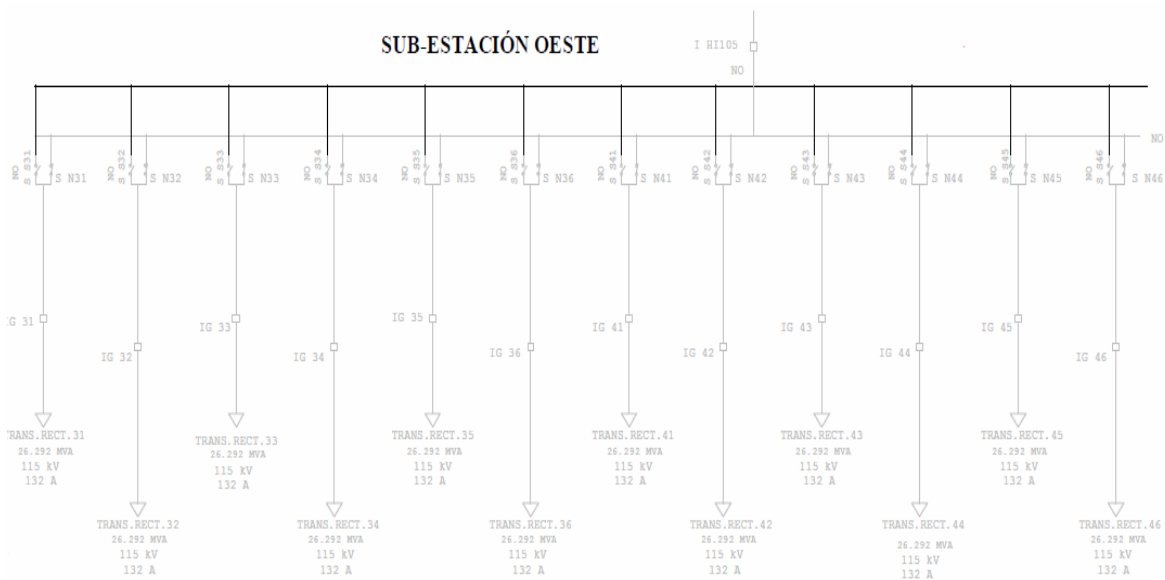 SUB-ESTACIÓN OESTE
I HI105
NO
NO
NO
S S31
S N31
NO
S S32
S N32
NO
S S33
S N33
NO
S S34
S N34
NO
S S35
S N35
NO
S S36
S N36
NO
S S41
S N41
NO
S S42
S N42
NO
S S43
S N43
NO
S S44
S N44
NO
S S45
S N45
NO
S S46
S N46
IG 31
IG 32
IG 33
IG 34
IG 35
IG 36
IG 41
IG 42
IG 43
IG 44
IG 45
IG 46
TRANS.RECT.31
26.292 MVA
115 kV
132 A
TRANS.RECT.33
26.292 MVA
115 kV
132 A
TRANS.RECT.35
26.292 MVA
115 kV
132 A
TRANS.RECT.41
26.292 MVA
115 kV
132 A
TRANS.RECT.43
26.292 MVA
115 kV
132 A
TRANS.RECT.45
26.292 MVA
115 kV
132 A
TRANS.RECT.32
26.292 MVA
115 kV
132 A
TRANS.RECT.34
26.292 MVA
115 kV
132 A
TRANS.RECT.36
26.292 MVA
115 kV
132 A
TRANS.RECT.42
26.292 MVA
115 kV
132 A
TRANS.RECT.44
26.292 MVA
115 kV
132 A
TRANS.RECT.46
26.292 MVA
115 kV
132 A